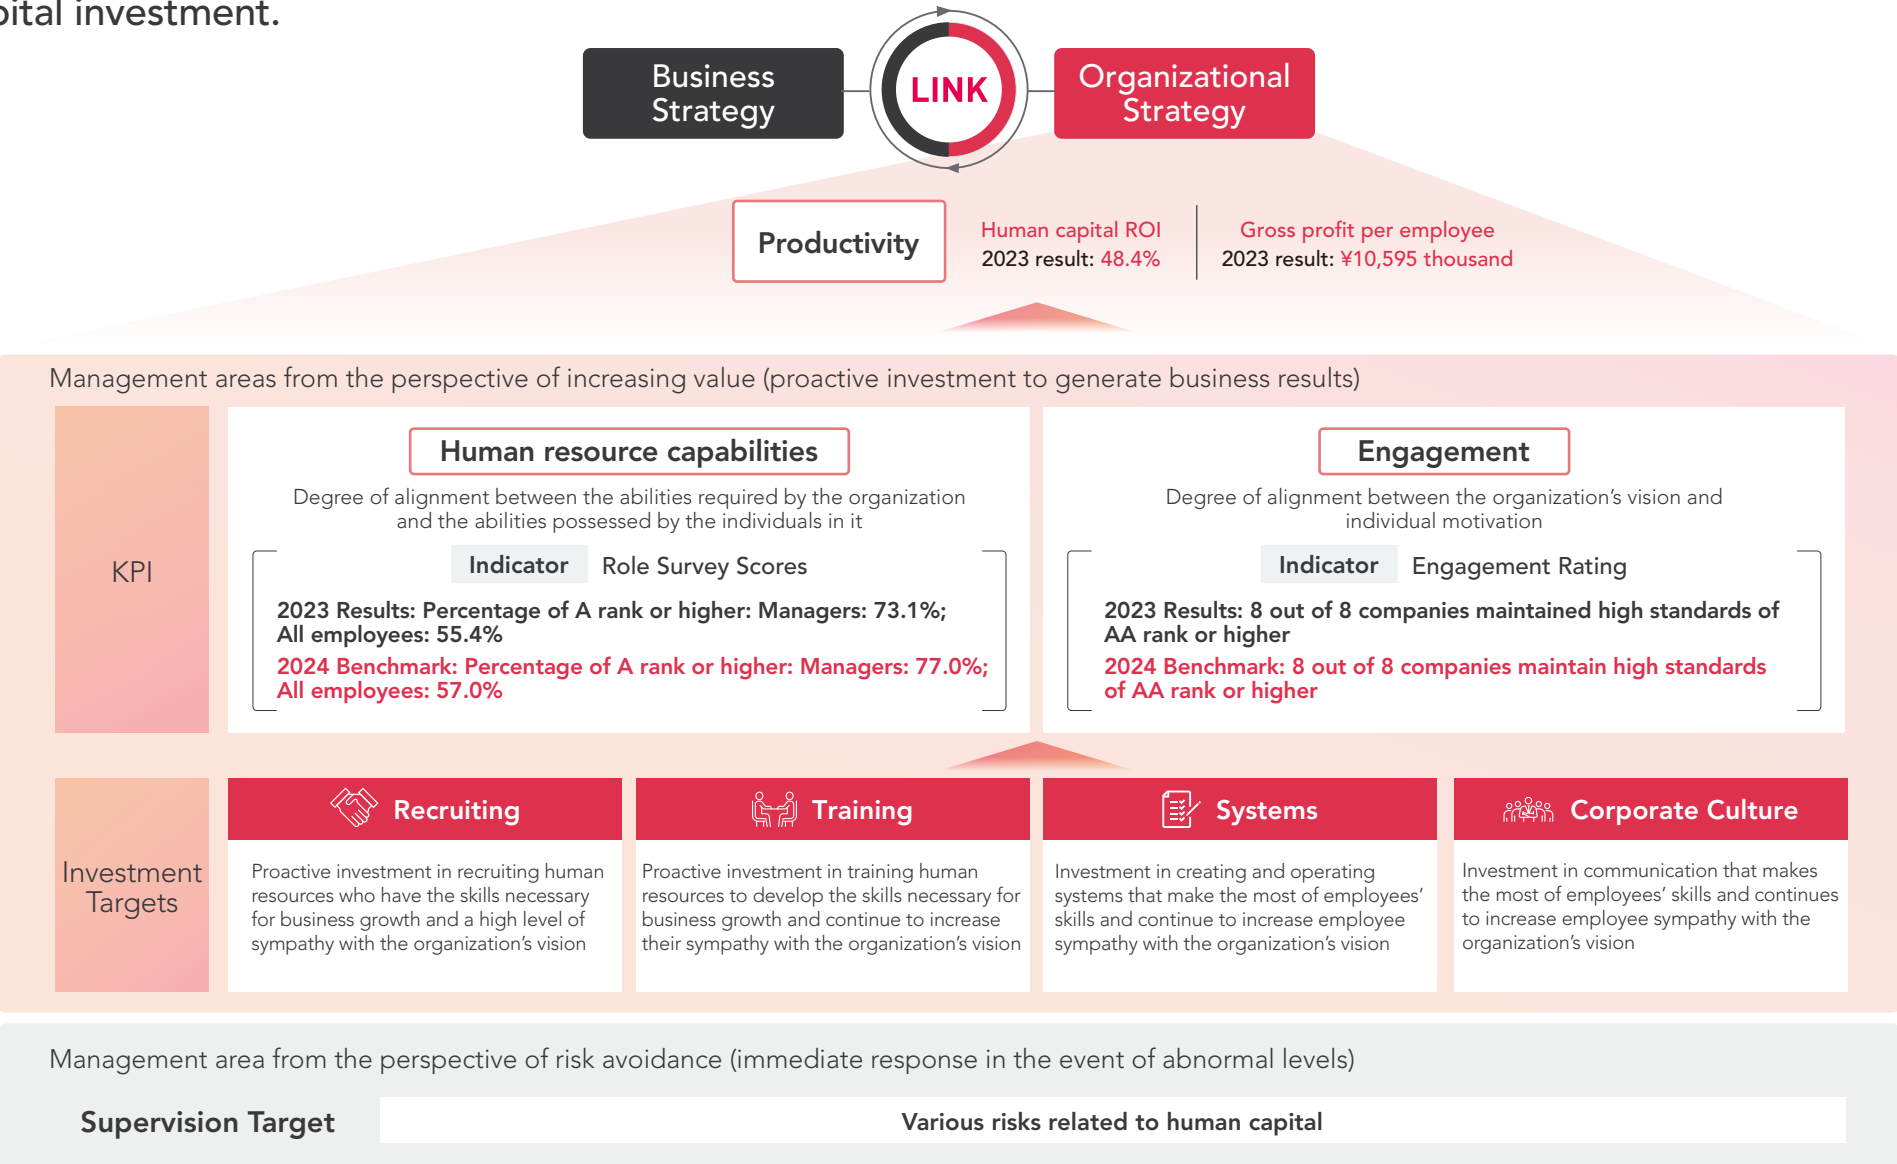 pital investment.
Business
Strategy
LINK
Organizational
Strategy
Productivity
Human capital ROI
2023 result: 48.4%
Gross profit per employee
2023 result: ¥10,595 thousand
Management areas from the perspective of increasing value (proactive investment to generate business results)
KPI
Human resource capabilities
Degree of alignment between the abilities required by the organization
and the abilities possessed by the individuals in it
Indicator Role Survey Scores
2023 Results: Percentage of A rank or higher: Managers: 73.1%;
All employees: 55.4%
2024 Benchmark: Percentage of A rank or higher: Managers: 77.0%;
All employees: 57.0%
Engagement
Degree of alignment between the organization's vision and
individual motivation
Indicator Engagement Rating
2023 Results: 8 out of 8 companies maintained high standards of
AA rank or higher
2024 Benchmark: 8 out of 8 companies maintain high standards
of AA rank or higher
Investment
Targets
Recruiting
Proactive investment in recruiting human
resources who have the skills necessary
for business growth and a high level of
sympathy with the organization's vision
Training
Proactive investment in training human
resources to develop the skills necessary for
business growth and continue to increase
their sympathy with the organization's vision
Systems
Investment in creating and operating
systems that make the most of employees'
skills and continue to increase employee
sympathy with the organization's vision
Corporate Culture
Investment in communication that makes
the most of employees' skills and continues
to increase employee sympathy with the
organization's vision
Management area from the perspective of risk avoidance (immediate response in the event of abnormal levels)
Supervision Target
Various risks related to human capital